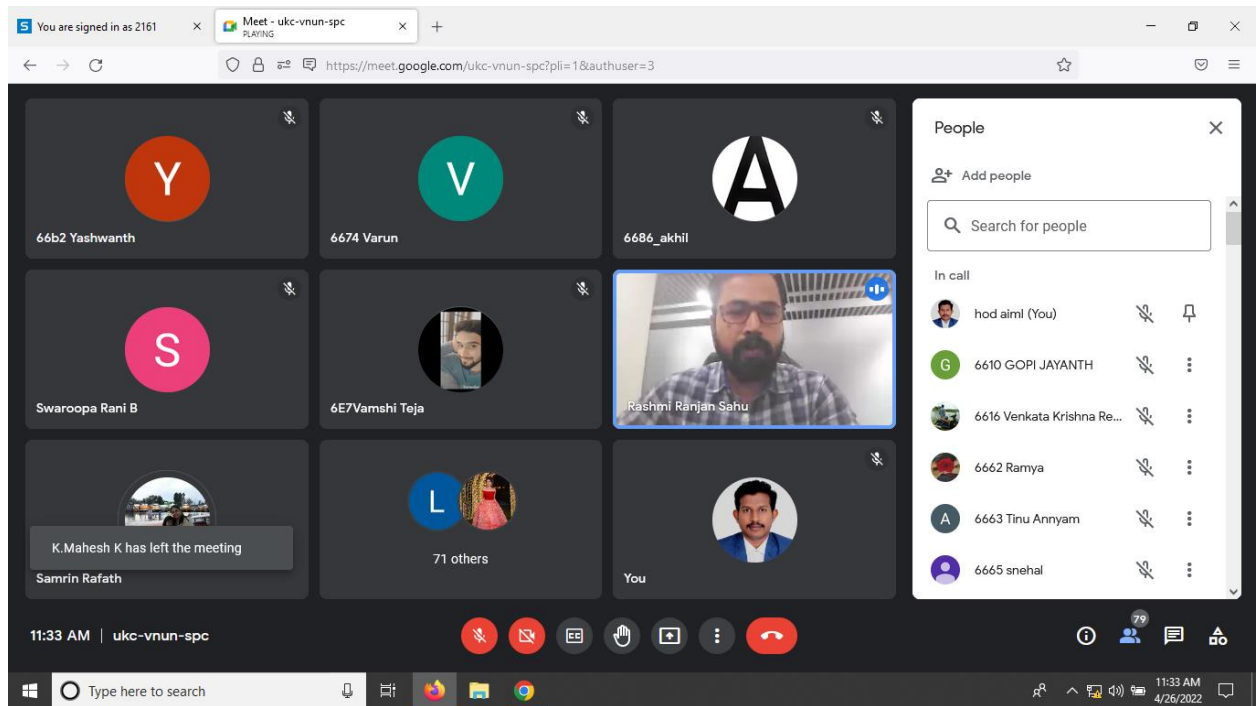 You are signed in as 2161
Meet - ukc-vnun-spc
PLAYING
https://meet.google.com/ukc-vnun-spc?pli=1&authuser=3
Y
66b2 Yashwanth
V
6674 Varun
A
6686_akhil
S
Swaroopa Rani B
6E7Vamshi Teja
Rashmi Ranjan Sahu
K.Mahesh K has left the meeting
Samrin Rafath
L
71 others
You
People
Add people
Search for people
In call
hod aiml (You)
G
6610 GOPI JAYANTH
6616 Venkata Krishna Re...
6662 Ramya
A
6663 Tinu Annyam
6665 snehal
11:33 AM | ukc-vnun-spc
CC
79
Type here to search
11:33 AM
4/26/2022